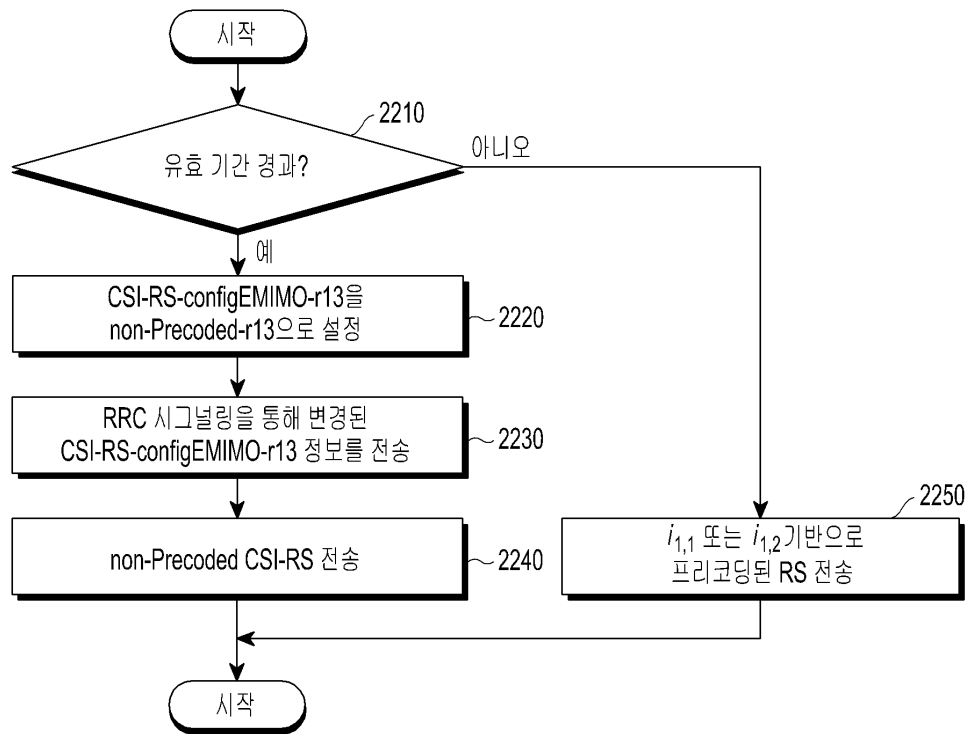 시작
2210
유효 기간 경과?
아니오
예
CSI-RS-configEMIMO-r13을
non-Precoded-r13으로 설정
2220
RRC 시그널링을 통해 변경된
CSI-RS-configEMIMO-r13 정보를 전송
2230
non-Precoded CSI-RS 전송
2240
2250
i1,1 또는 i1,2 기반으로
프리코딩된 RS 전송
시작